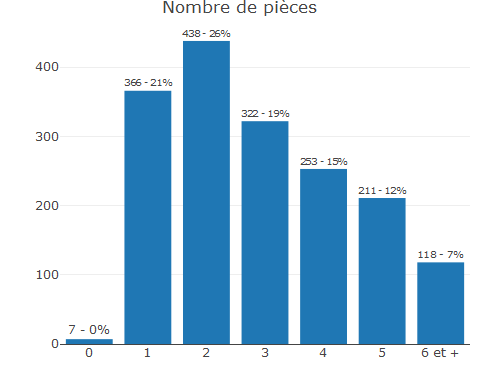 Nombre de pièces
438 - 26%
400
366 - 21%
322 - 19%
300
253 - 15%
211 - 12%
200
118 - 7%
100
7 - 0%
0
0 1 2 3 4 5 6 et +